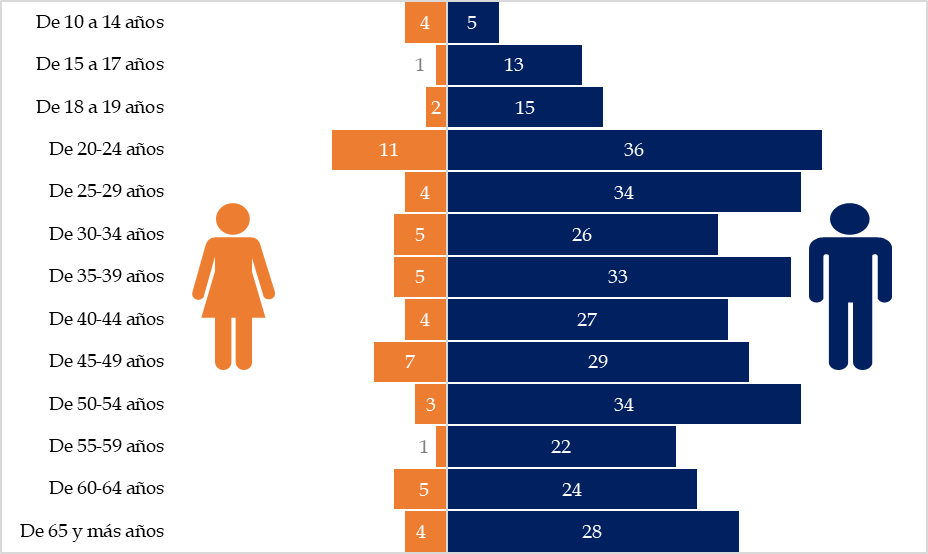 De 10 a 14 años 4 5
De 15 a 17 años 1 13
De 18 a 19 años 2 15
De 20-24 años 11 36
De 25-29 años 4 34
De 30-34 años 5 26
De 35-39 años 5 33
De 40-44 años 4 27
De 45-49 años 7 29
De 50-54 años 3 34
De 55-59 años 1 22
De 60-64 años 5 24
De 65 y más años 4 28